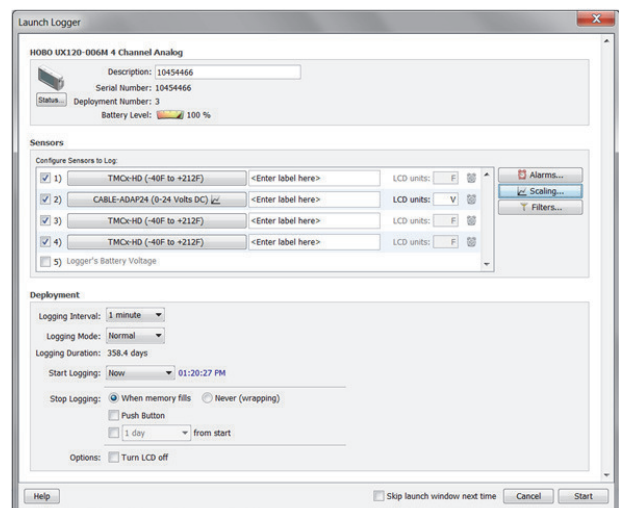 Launch Logger
HOBO UX120-006M 4 Channel Analog
Description: 10454466
Serial Number: 10454466
Status... Deployment Number: 3
Battery Level: 100 %
Sensors
Configure Sensors to Log:
1) TMCx-HD (-40F to +212F) <Enter label here> LCD units: F
2) CABLE-ADAP24 (0-24 Volts DC) <Enter label here> LCD units: V
3) TMCx-HD (-40F to +212F) <Enter label here> LCD units: F
4) TMCx-HD (-40F to +212F) <Enter label here> LCD units: F
5) Logger's Battery Voltage
Alarms...
Scaling...
Filters...
Deployment
Logging Interval: 1 minute
Logging Mode: Normal
Logging Duration: 358.4 days
Start Logging: Now 01:20:27 PM
Stop Logging: When memory fills Never (wrapping)
Push Button
1 day from start
Options: Turn LCD off
Help Skip launch window next time Cancel Start